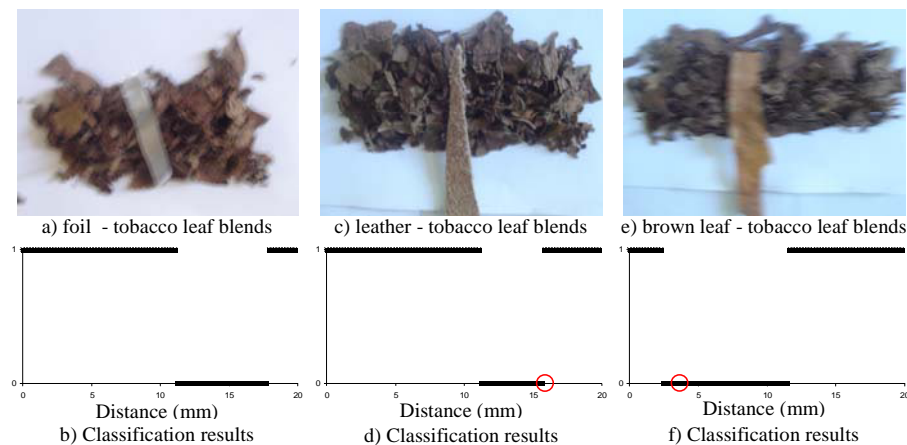 a) foil - tobacco leaf blends
c) leather - tobacco leaf blends
e) brown leaf - tobacco leaf blends
1
0
0 5 10 15 20
Distance (mm)
b) Classification results
1
0
0 5 10 15 20
Distance (mm)
d) Classification results
1
0
0 5 10 15 20
Distance (mm)
f) Classification results